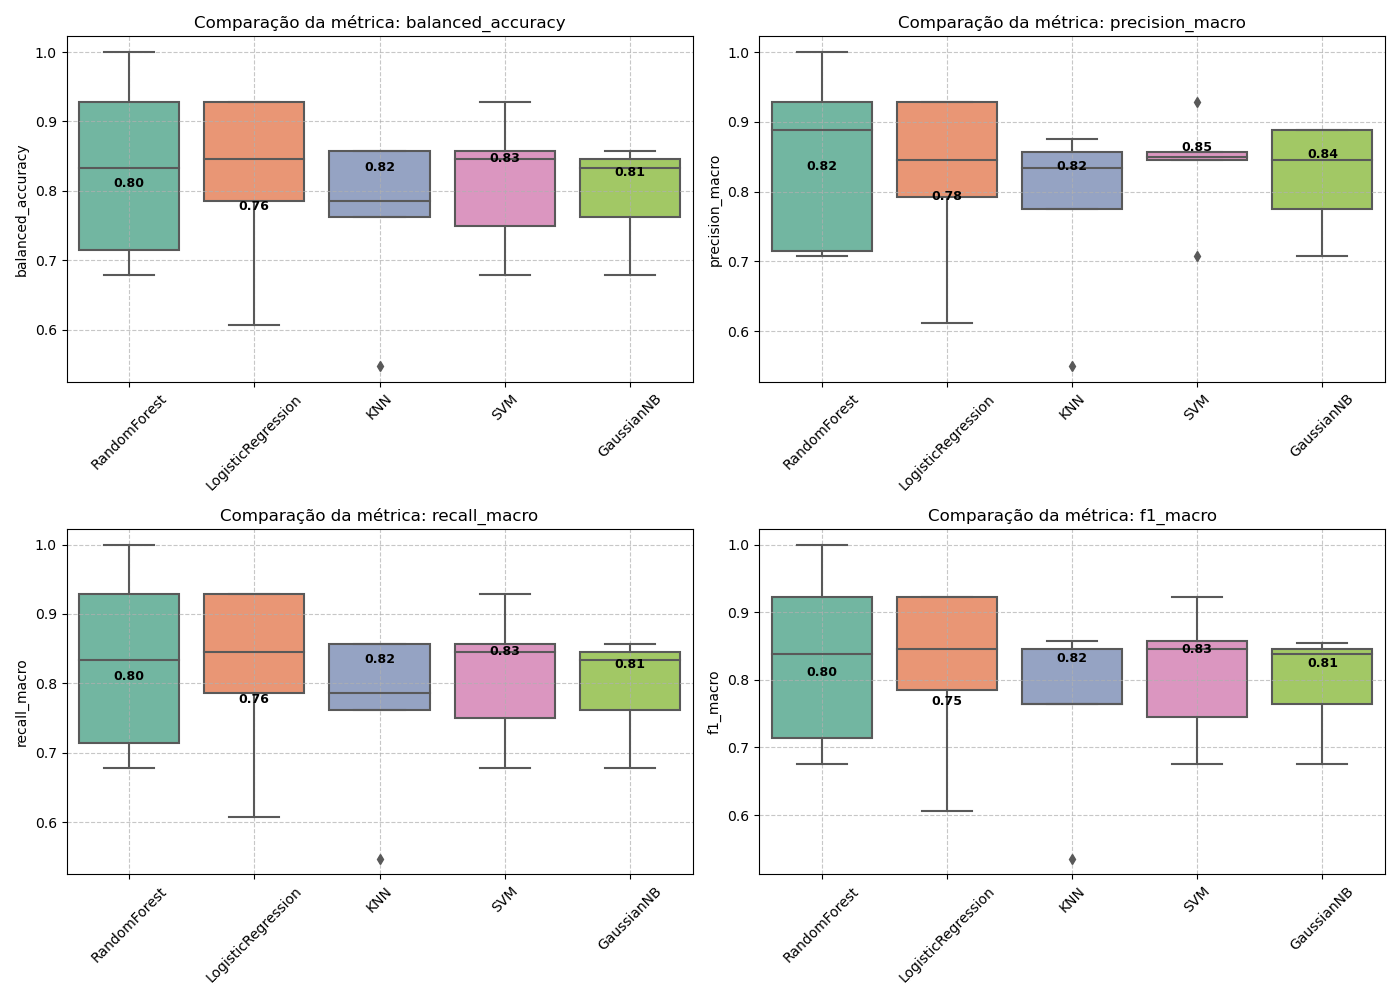 Comparação da métrica: balanced_accuracy
balanced_accuracy
1.0
0.9
0.8
0.7
0.6
0.80
0.76
0.82
0.83
0.81
RandomForest
LogisticRegression
KNN
SVM
GaussianNB
Comparação da métrica: precision_macro
precision_macro
1.0
0.9
0.8
0.7
0.6
0.82
0.78
0.82
0.85
0.84
RandomForest
LogisticRegression
KNN
SVM
GaussianNB
Comparação da métrica: recall_macro
recall_macro
1.0
0.9
0.8
0.7
0.6
0.80
0.76
0.82
0.83
0.81
RandomForest
LogisticRegression
KNN
SVM
GaussianNB
Comparação da métrica: f1_macro
f1_macro
1.0
0.9
0.8
0.7
0.6
0.80
0.75
0.82
0.83
0.81
RandomForest
LogisticRegression
KNN
SVM
GaussianNB